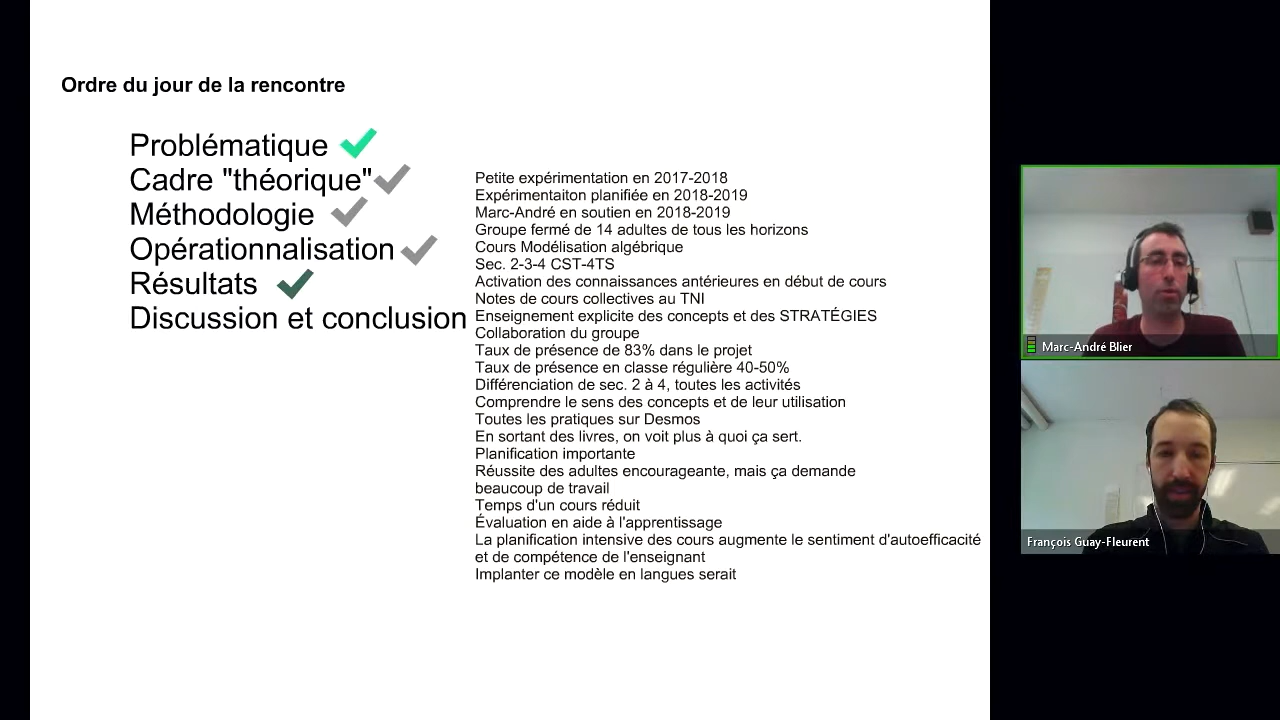 Ordre du jour de la rencontre
Problématique
Cadre "théorique"
Méthodologie
Opérationnalisation
Résultats
Discussion et conclusion
Petite expérimentation en 2017-2018
Expérimentaiton planifiée en 2018-2019
Marc-André en soutien en 2018-2019
Groupe fermé de 14 adultes de tous les horizons
Cours Modélisation algébrique
Sec. 2-3-4 CST-4TS
Activation des connaissances antérieures en début de cours
Notes de cours collectives au TNI
Enseignement explicite des concepts et des STRATÉGIES
Collaboration du groupe
Taux de présence de 83% dans le projet
Taux de présence en classe régulière 40-50%
Différenciation de sec. 2 à 4, toutes les activités
Comprendre le sens des concepts et de leur utilisation
Toutes les pratiques sur Desmos
En sortant des livres, on voit plus à quoi ça sert.
Planification importante
Réussite des adultes encourageante, mais ça demande
beaucoup de travail
Temps d'un cours réduit
Évaluation en aide à l'apprentissage
La planification intensive des cours augmente le sentiment d'autoefficacité
et de compétence de l'enseignant
Implanter ce modèle en langues serait
Marc-André Blier
François Guay-Fleurent